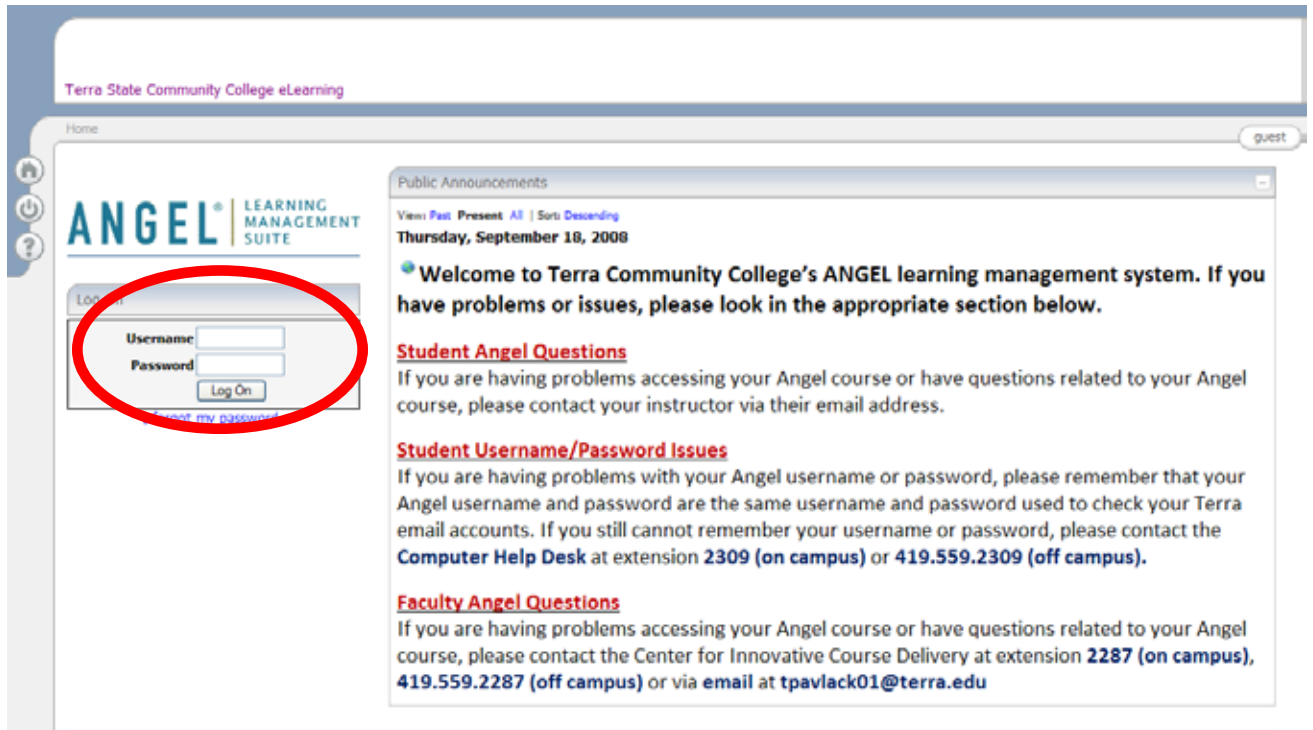 Terra State Community College eLearning
Home
guest
ANGEL® LEARNING
MANAGEMENT
SUITE
Log On
Username
Password
Log On
forgot my password
Public Announcements
View: Past Present All | Sort: Descending
Thursday, September 18, 2008
Welcome to Terra Community College's ANGEL learning management system. If you
have problems or issues, please look in the appropriate section below.
Student Angel Questions
If you are having problems accessing your Angel course or have questions related to your Angel
course, please contact your instructor via their email address.
Student Username/Password Issues
If you are having problems with your Angel username or password, please remember that your
Angel username and password are the same username and password used to check your Terra
email accounts. If you still cannot remember your username or password, please contact the
Computer Help Desk at extension 2309 (on campus) or 419.559.2309 (off campus).
Faculty Angel Questions
If you are having problems accessing your Angel course or have questions related to your Angel
course, please contact the Center for Innovative Course Delivery at extension 2287 (on campus),
419.559.2287 (off campus) or via email at tpavlack01@terra.edu